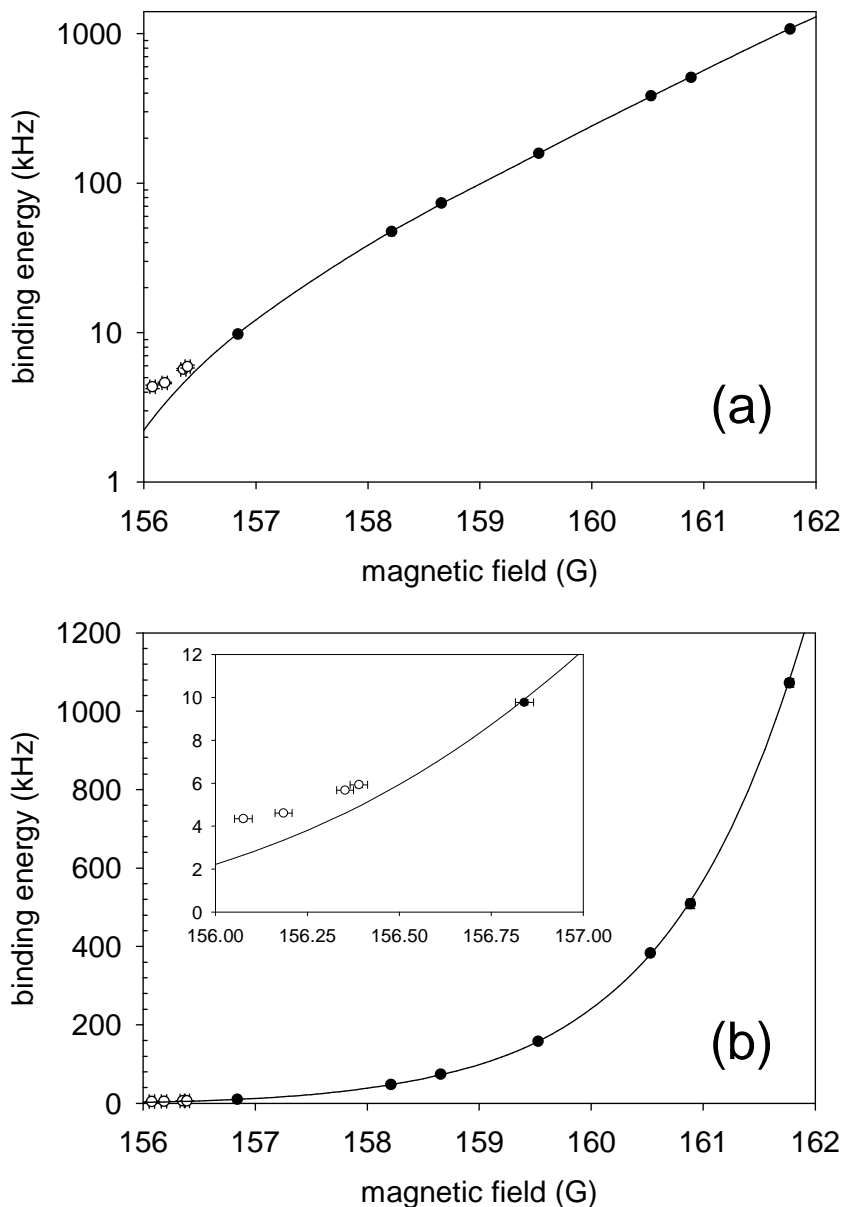 1000
100
10
1
binding energy (kHz)
(a)
156 157 158 159 160 161 162
magnetic field (G)
1200
1000
800
600
400
200
0
binding energy (kHz)
12
10
8
6
4
2
0
156.00 156.25 156.50 156.75 157.00
(b)
156 157 158 159 160 161 162
magnetic field (G)